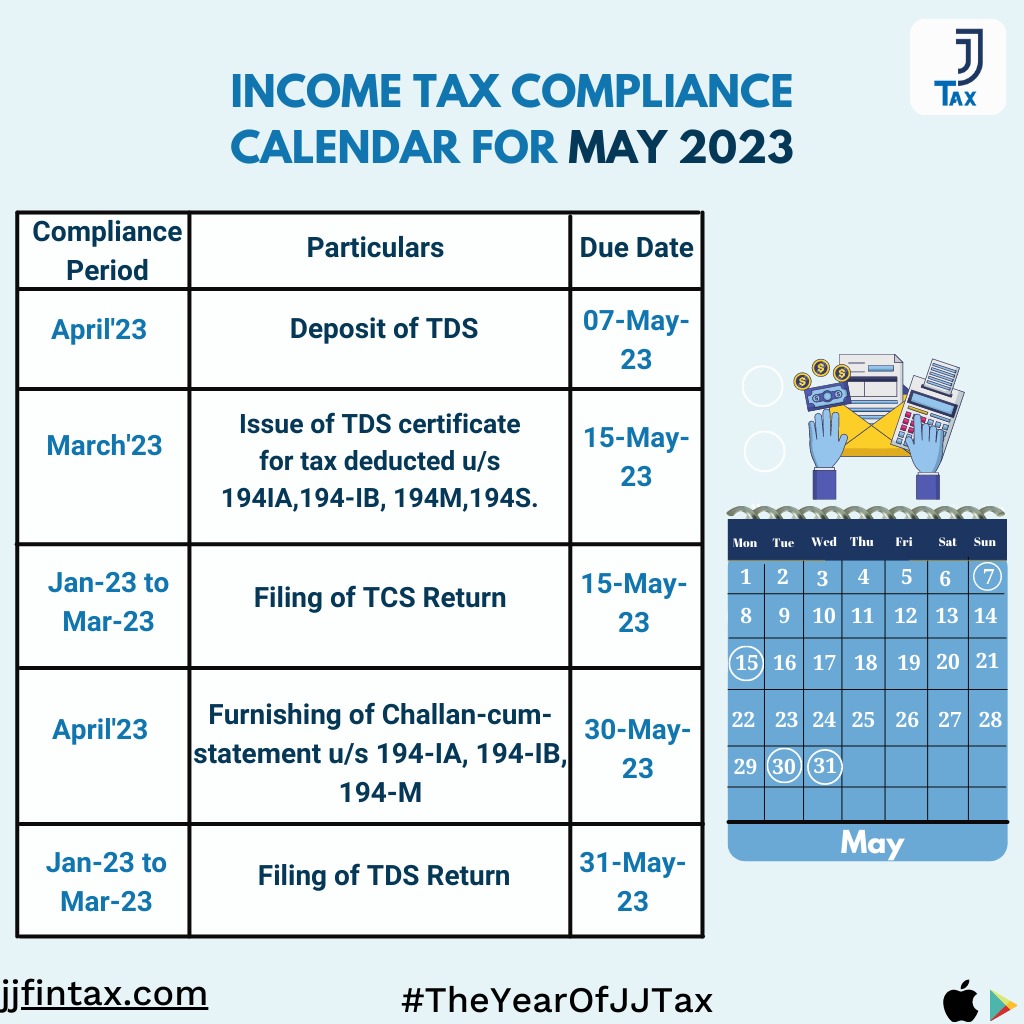 JJ
TAX
INCOME TAX COMPLIANCE
CALENDAR FOR MAY 2023
Compliance
Period
Particulars
Due Date
April'23
Deposit of TDS
07-May-
23
March'23
Issue of TDS certificate
for tax deducted u/s
194IA,194-IB, 194M,194S.
15-May-
23
Jan-23 to
Mar-23
Filing of TCS Return
15-May-
23
April'23
Furnishing of Challan-cum-
statement u/s 194-IA, 194-IB,
194-M
30-May-
23
Jan-23 to
Mar-23
Filing of TDS Return
31-May-
23
$ $ $
Mon Tue Wed Thu Fri Sat Sun
1 2 3 4 5 6 7
8 9 10 11 12 13 14
15 16 17 18 19 20 21
22 23 24 25 26 27 28
29 30 31
May
jjfintax.com
#TheYearOfJJTax